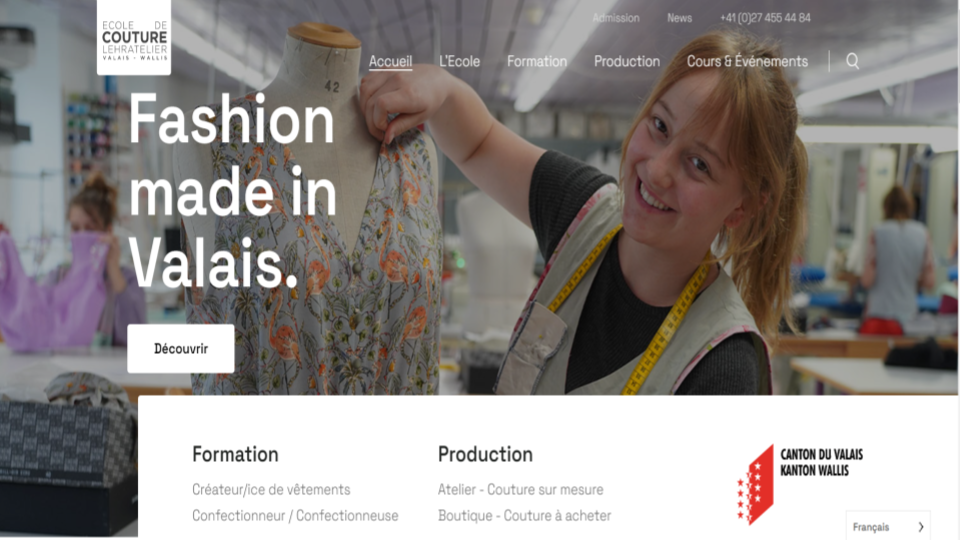 ECOLE DE
COUTURE
LEHRATELIER
VALAIS - WALLIS
Admission
News
+41 (0)27 455 44 84
Accueil
L'Ecole
Formation
Production
Cours & Événements
42
Fashion
made in
Valais.
Découvrir
Formation
Créateur/ice de vêtements
Confectionneur / Confectionneuse
Production
Atelier - Couture sur mesure
Boutique - Couture à acheter
CANTON DU VALAIS
KANTON WALLIS
Français